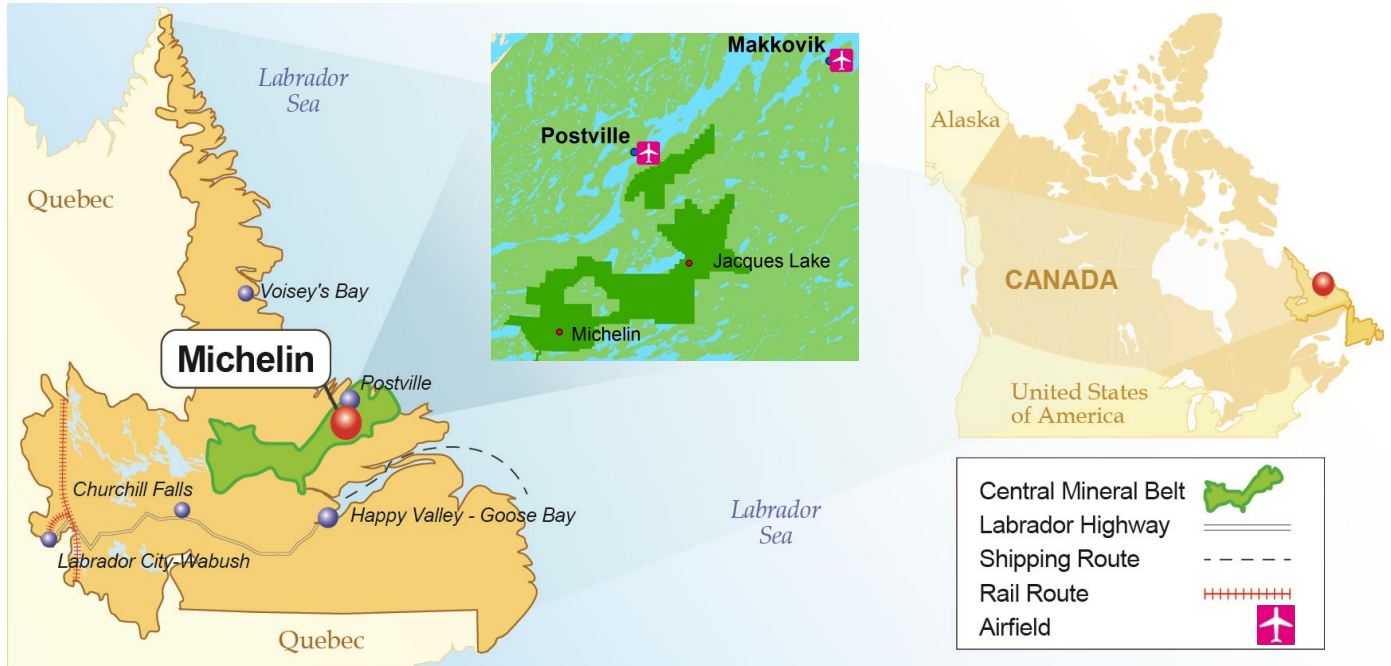 Labrador
Sea
Quebec
Voisey's Bay
Michelin
Postville
Churchill Falls
Happy Valley - Goose Bay
Labrador City-Wabush
Quebec
Labrador
Sea
Makkovik
Postville
Jacques Lake
Michelin
Alaska
CANADA
United States
of America
Central Mineral Belt
Labrador Highway
Shipping Route
Rail Route
Airfield